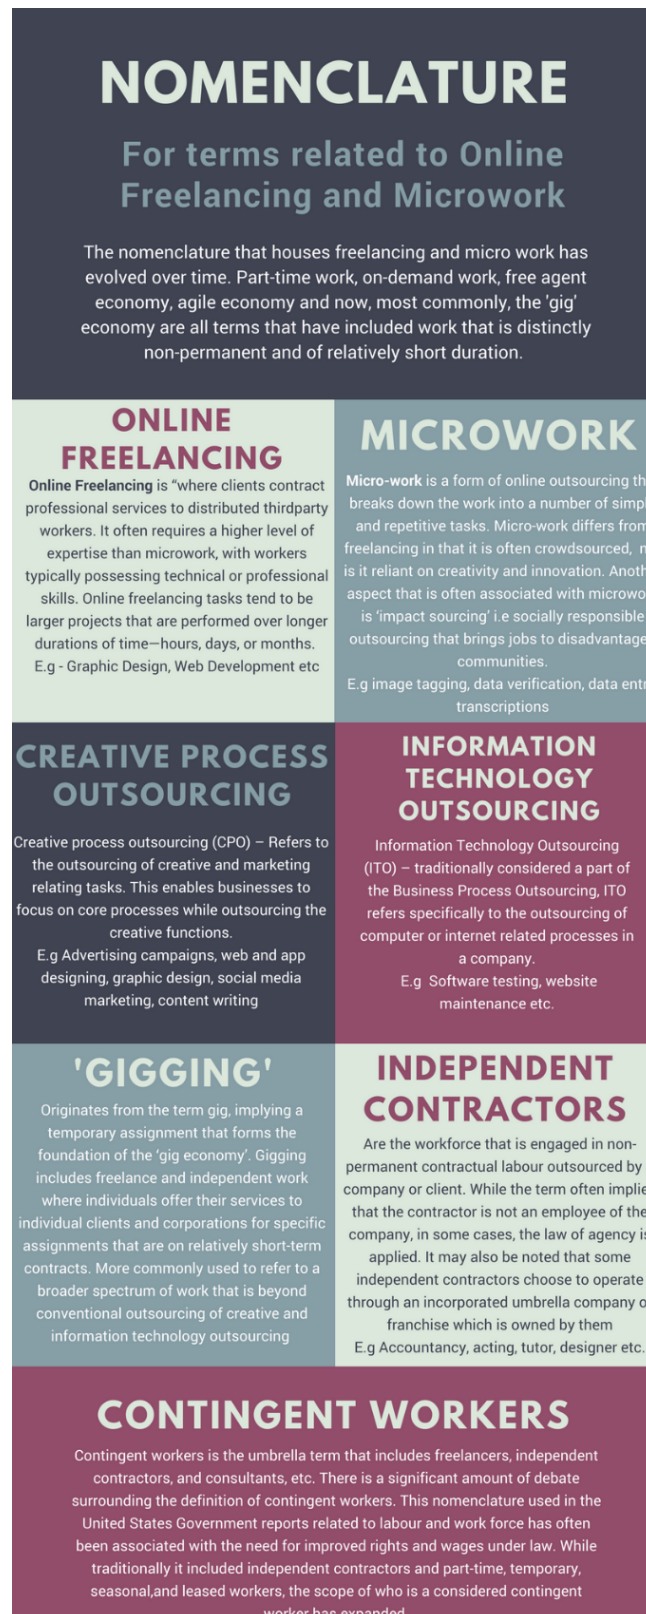 NOMENCLATURE
For terms related to Online
Freelancing and Microwork
The nomenclature that houses freelancing and micro work has
evolved over time. Part-time work, on-demand work, free agent
economy, agile economy and now, most commonly, the 'gig'
economy are all terms that have included work that is distinctly
non-permanent and of relatively short duration.
ONLINE
FREELANCING
Online Freelancing is “where clients contract
professional services to distributed thirdparty
workers. It often requires a higher level of
expertise than microwork, with workers
typically possessing technical or professional
skills. Online freelancing tasks tend to be
larger projects that are performed over longer
durations of time—hours, days, or months.
E.g - Graphic Design, Web Development etc
MICROWORK
Micro-work is a form of online outsourcing
breaks down the work into a number of
and repetitive tasks. Micro-work differs from
freelancing in that it is often crowdsourced,
is it reliant on creativity and innovation.
aspect that is often associated with
is ‘impact sourcing’ i.e socially responsible
outsourcing that brings jobs to
communities.
E.g image tagging, data verification, data
transcriptions
CREATIVE PROCESS
OUTSOURCING
Creative process outsourcing (CPO) – Refers to
the outsourcing of creative and marketing
relating tasks. This enables businesses to
focus on core processes while outsourcing the
creative functions.
E.g Advertising campaigns, web and app
designing, graphic design, social media
marketing, content writing
INFORMATION
TECHNOLOGY
OUTSOURCING
Information Technology Outsourcing
(ITO) – traditionally considered a part of
the Business Process Outsourcing, ITO
refers specifically to the outsourcing of
computer or internet related processes in
a company.
E.g Software testing, website
maintenance etc.
'GIGGING'
Originates from the term gig, implying a
temporary assignment that forms the
foundation of the ‘gig economy’. Gigging
includes freelance and independent work
where individuals offer their services to
individual clients and corporations for specific
assignments that are on relatively short-term
contracts. More commonly used to refer to a
broader spectrum of work that is beyond
conventional outsourcing of creative and
information technology outsourcing
INDEPENDENT
CONTRACTORS
Are the workforce that is engaged in non-
permanent contractual labour outsourced by
company or client. While the term often
that the contractor is not an employee of the
company, in some cases, the law of agency
applied. It may also be noted that some
independent contractors choose to operate
through an incorporated umbrella company
franchise which is owned by them
E.g Accountancy, acting, tutor, designer etc.
CONTINGENT WORKERS
Contingent workers is the umbrella term that includes freelancers, independent
contractors, and consultants, etc. There is a significant amount of debate
surrounding the definition of contingent workers. This nomenclature used in the
United States Government reports related to labour and work force has often
been associated with the need for improved rights and wages under law. While
traditionally it included independent contractors and part-time, temporary,
seasonal,and leased workers, the scope of who is a considered contingent
worker has expanded